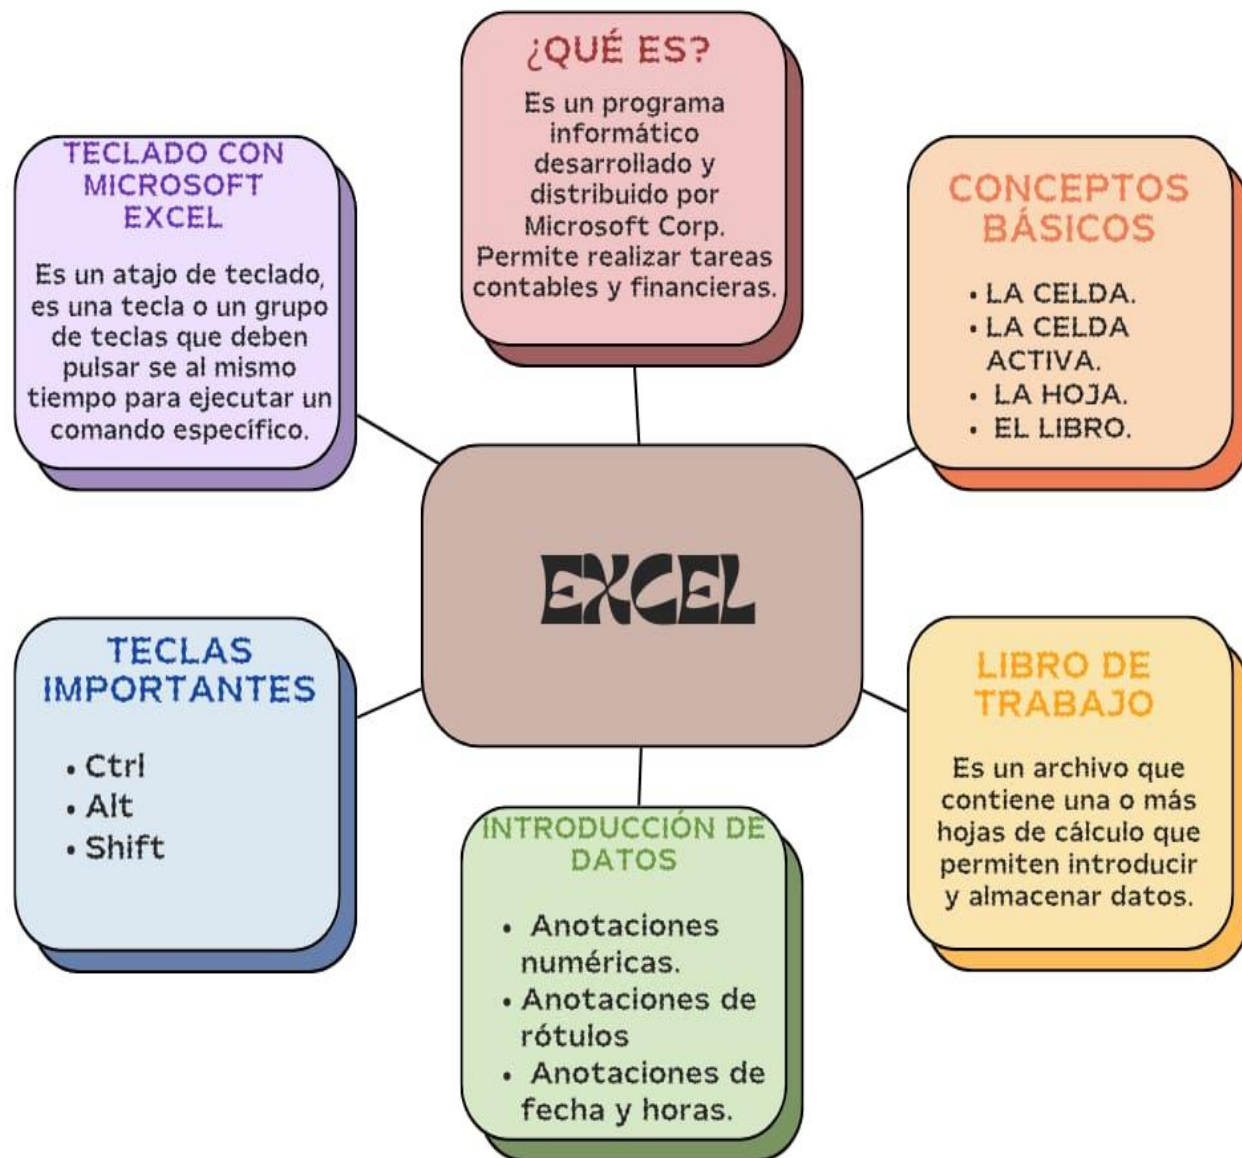 ¿QUÉ ES?
Es un programa
informático
desarrollado y
distribuido por
Microsoft Corp.
Permite realizar tareas
contables y financieras.
TECLADO CON
MICROSOFT
EXCEL
Es un atajo de teclado,
es una tecla o un grupo
de teclas que deben
pulsar se al mismo
tiempo para ejecutar un
comando específico.
CONCEPTOS
BÁSICOS
• LA CELDA.
• LA CELDA
ACTIVA.
• LA HOJA.
• EL LIBRO.
EXCEL
TECLAS
IMPORTANTES
• Ctrl
• Alt
• Shift
LIBRO DE
TRABAJO
Es un archivo que
contiene una o más
hojas de cálculo que
permiten introducir
y almacenar datos.
INTRODUCCIÓN DE
DATOS
• Anotaciones
numéricas.
• Anotaciones de
rótulos
• Anotaciones de
fecha y horas.